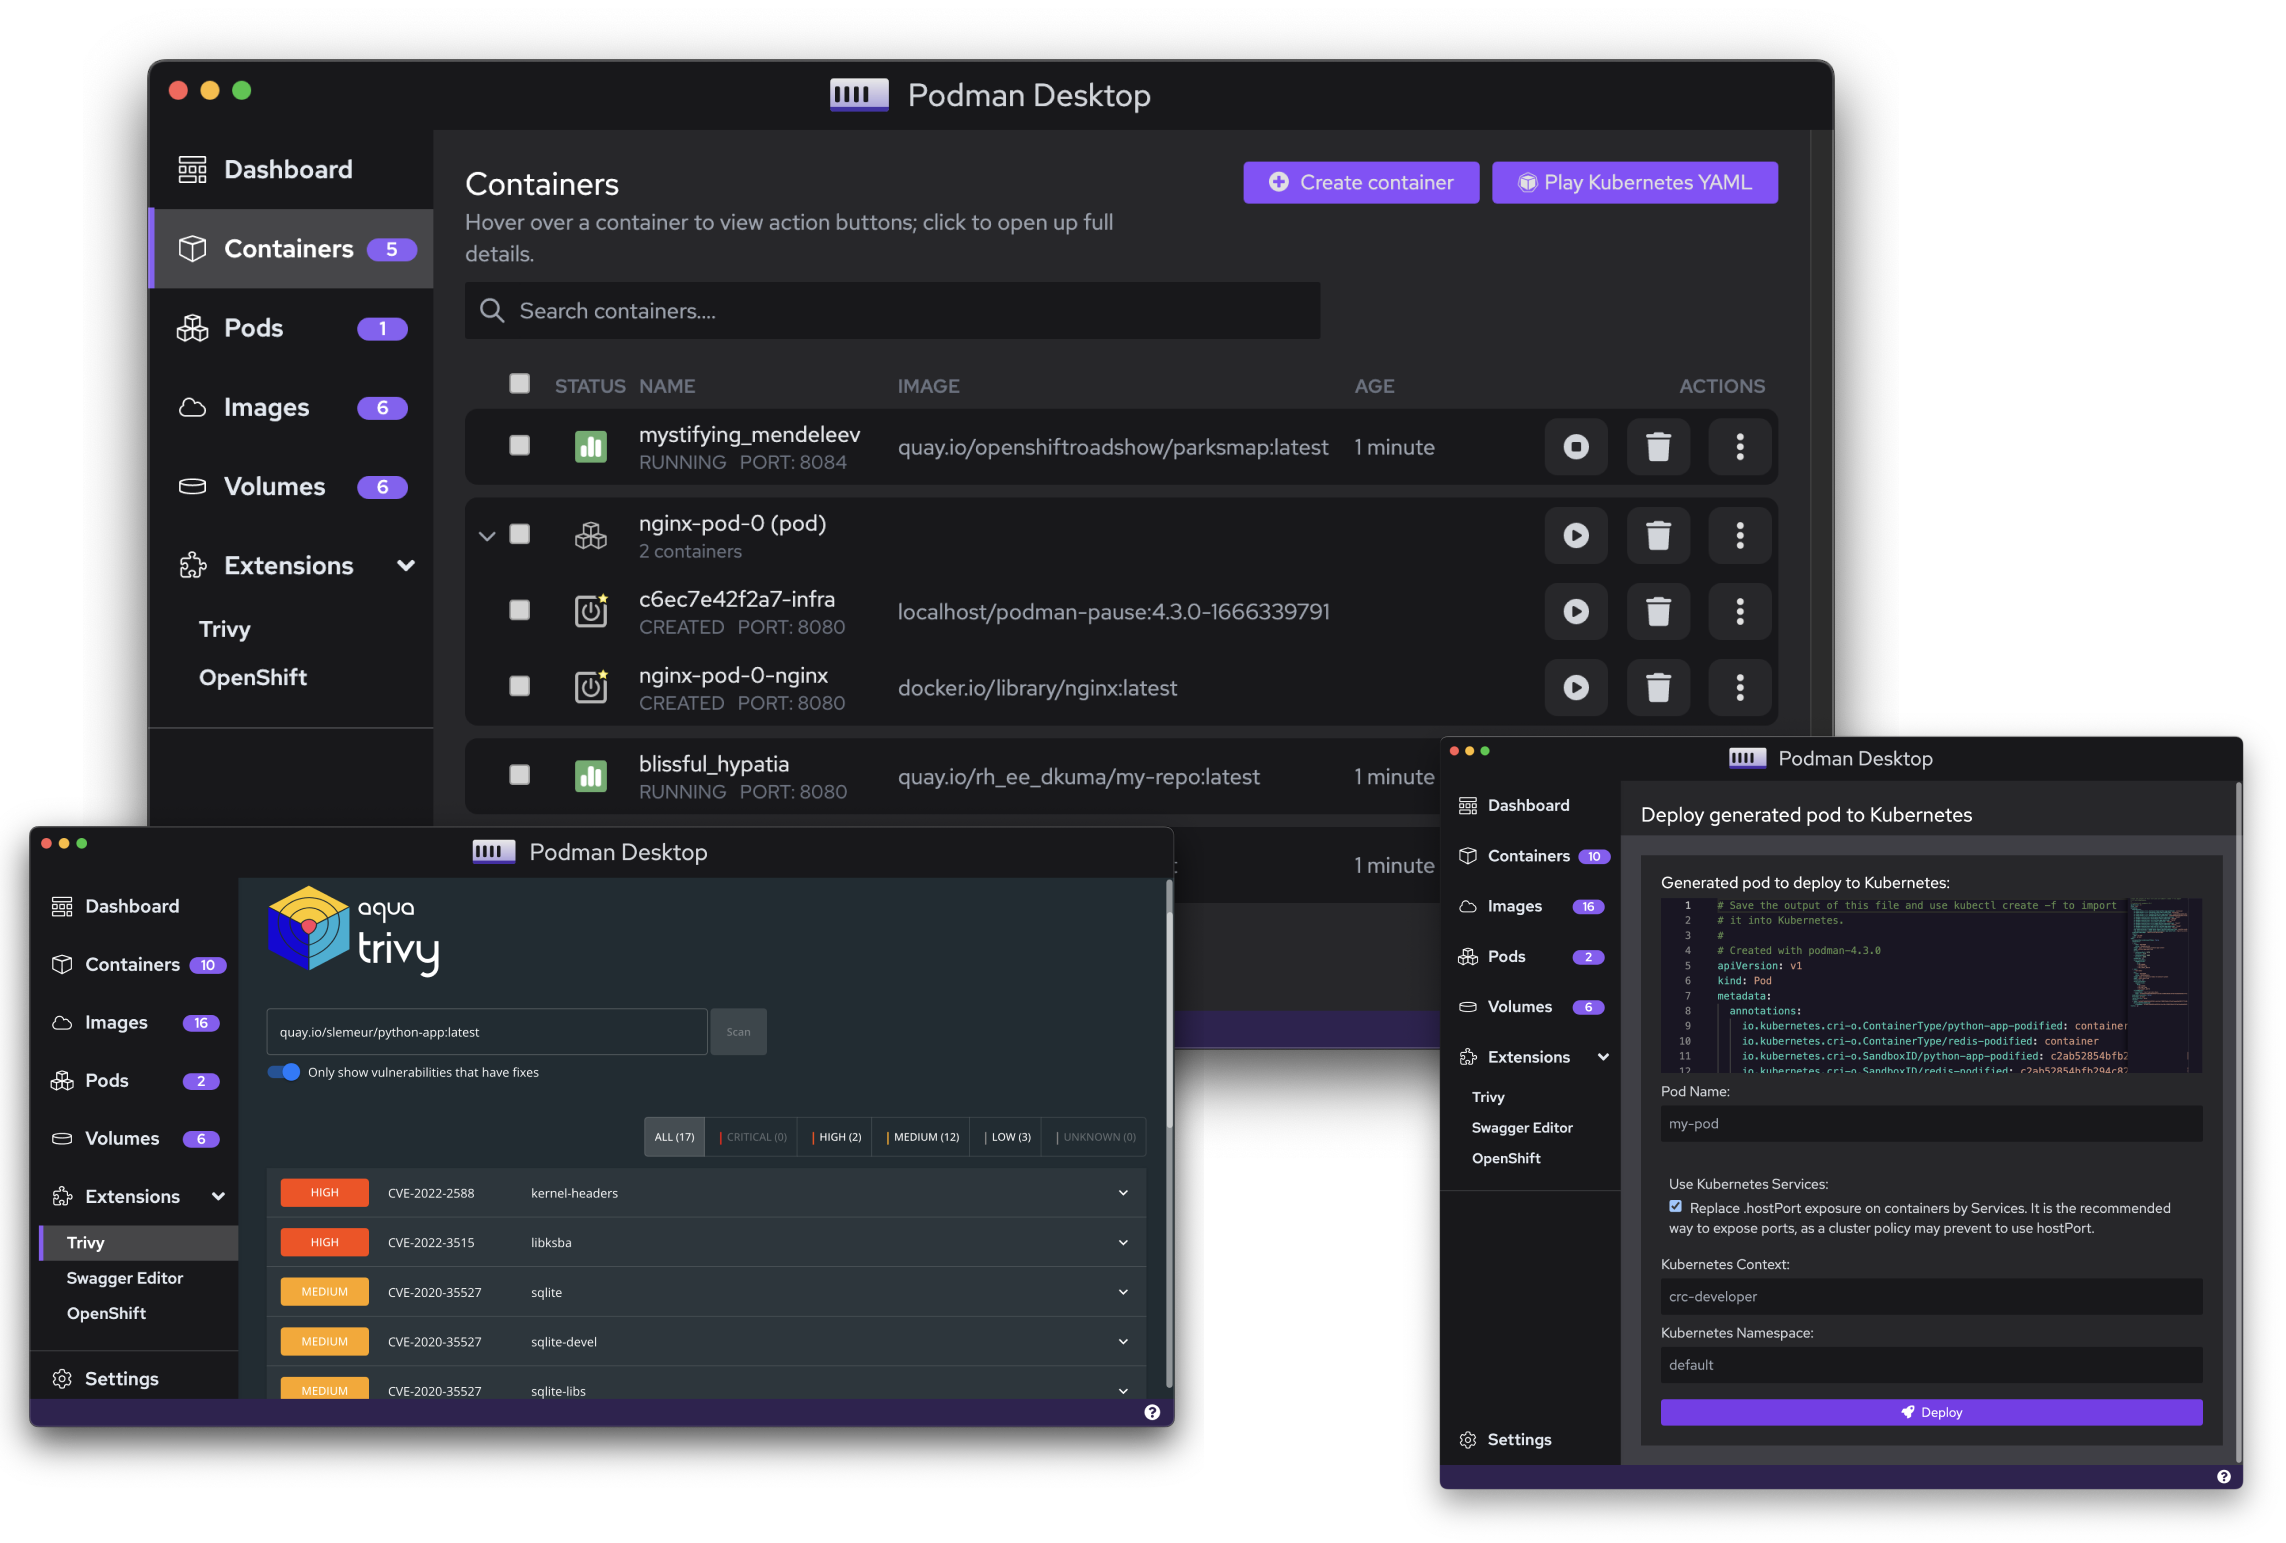 Podman Desktop
Dashboard
Containers 5
Pods 1
Images 6
Volumes 6
Extensions
Trivy
OpenShift
Containers
Create container
Play Kubernetes YAML
Hover over a container to view action buttons; click to open up full
details.
Search containers....
STATUS NAME IMAGE AGE ACTIONS
mystifying_mendeleev
RUNNING PORT: 8084
quay.io/openshiftroadshow/parksmap:latest
1 minute
nginx-pod-0 (pod)
2 containers
c6ec7e42f2a7-infra
CREATED PORT: 8080
localhost/podman-pause:4.3.0-1666339791
nginx-pod-0-nginx
CREATED PORT: 8080
docker.io/library/nginx:latest
blissful_hypatia
RUNNING PORT: 8080
quay.io/rh_ee_dkuma/my-repo:latest
1 minute
1 minute
Podman Desktop
Dashboard
Containers 10
Images 16
Pods 2
Volumes 6
Extensions
Trivy
Swagger Editor
OpenShift
Settings
aqua
trivy
quay.io/slemeur/python-app:latest
Scan
Only show vulnerabilities that have fixes
ALL (17) CRITICAL (0) HIGH (2) MEDIUM (12) LOW (3) UNKNOWN (0)
HIGH CVE-2022-2588 kernel-headers
HIGH CVE-2022-3515 libksba
MEDIUM CVE-2020-35527 sqlite
MEDIUM CVE-2020-35527 sqlite-devel
MEDIUM CVE-2020-35527 sqlite-libs
Podman Desktop
Dashboard
Containers 10
Images 16
Pods 2
Volumes 6
Extensions
Trivy
Swagger Editor
OpenShift
Settings
Deploy generated pod to Kubernetes
Generated pod to deploy to Kubernetes:
1 # Save the output of this file and use kubectl create -f to import
2 # it into Kubernetes.
3 #
4 # Created with podman-4.3.0
5 apiVersion: v1
6 kind: Pod
7 metadata:
8 annotations:
9 io.kubernetes.cri-o.ContainerType/python-app-podified: container
10 io.kubernetes.cri-o.ContainerType/redis-podified: container
11 io.kubernetes.cri-o.SandboxID/python-app-podified: c2ab52854bfb2
12 io.kubernetes.cri-o.SandboxID/redis-podified: c2ab52854bfb294c82
Pod Name:
my-pod
Use Kubernetes Services:
Replace .hostPort exposure on containers by Services. It is the recommended
way to expose ports, as a cluster policy may prevent to use hostPort.
Kubernetes Context:
crc-developer
Kubernetes Namespace:
default
Deploy